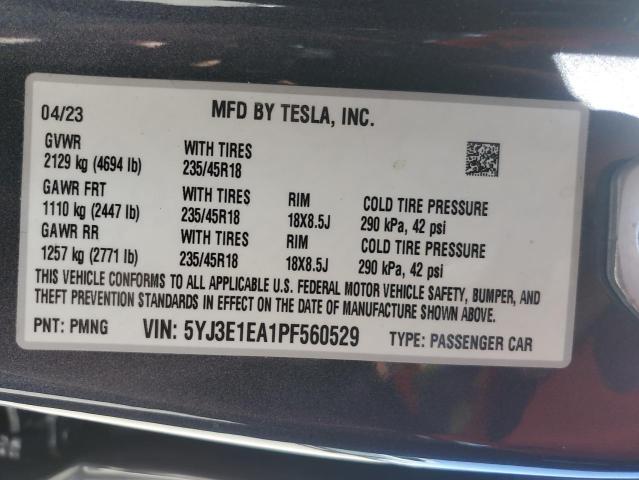 04/23 MFD BY TESLA, INC.
GVWR WITH TIRES
2129 kg (4694 lb) 235/45R18
GAWR FRT WITH TIRES RIM COLD TIRE PRESSURE
1110 kg (2447 lb) 235/45R18 18X8.5J 290 kPa, 42 psi
GAWR RR WITH TIRES RIM COLD TIRE PRESSURE
1257 kg (2771 lb) 235/45R18 18X8.5J 290 kPa, 42 psi
THIS VEHICLE CONFORMS TO ALL APPLICABLE U.S. FEDERAL MOTOR VEHICLE SAFETY, BUMPER, AND
THEFT PREVENTION STANDARDS IN EFFECT ON THE DATE OF MANUFACTURE SHOWN ABOVE.
PNT: PMNG VIN: 5YJ3E1EA1PF560529 TYPE: PASSENGER CAR